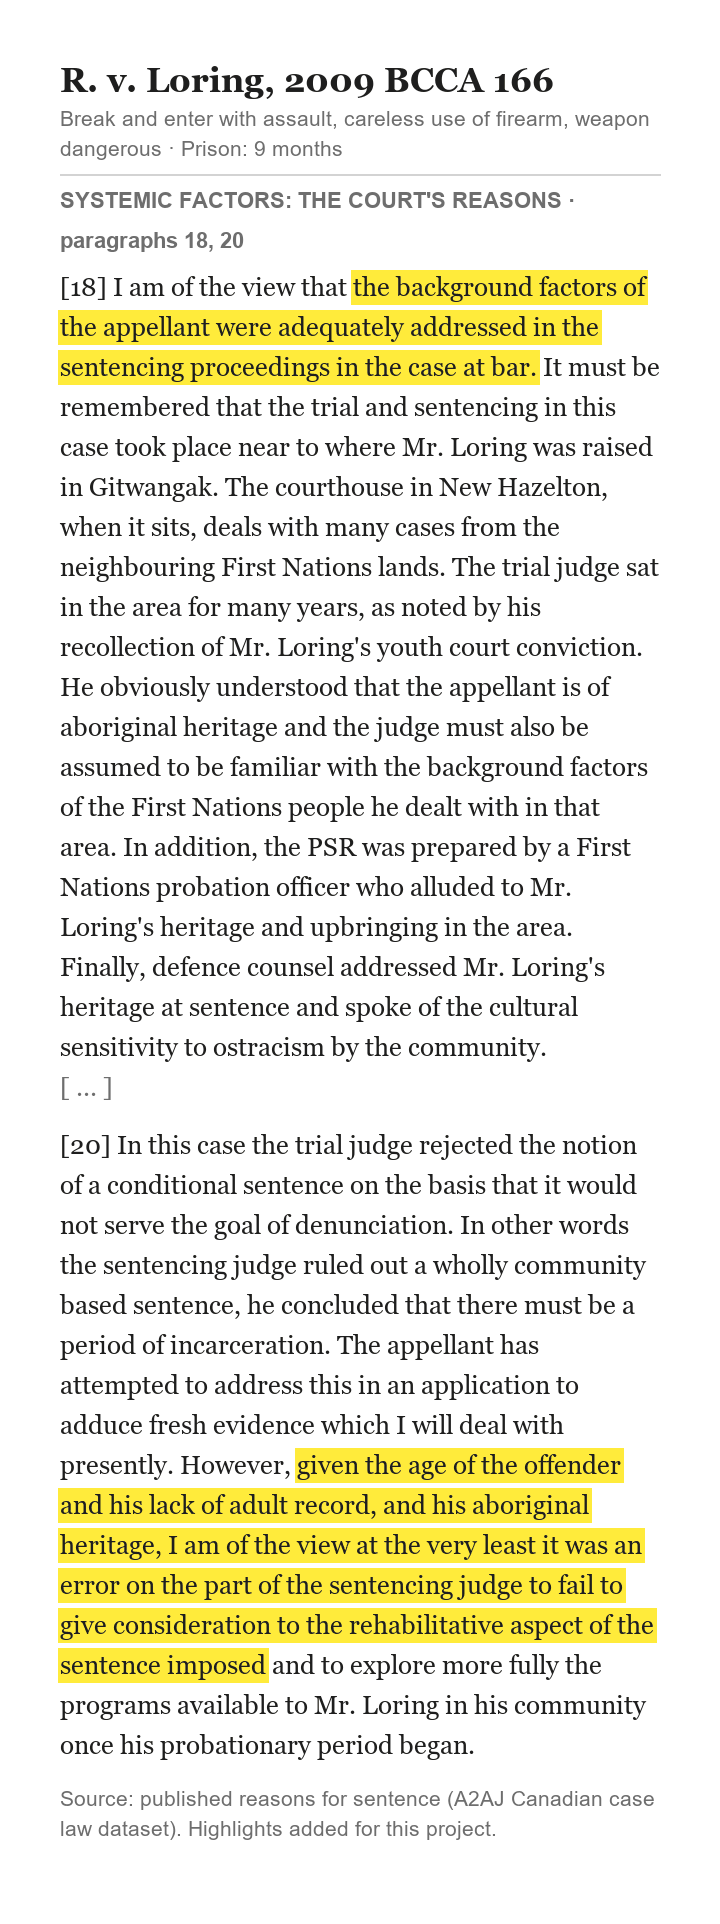 R. v. Loring, 2009 BCCA 166
Break and enter with assault, careless use of firearm, weapon
dangerous · Prison: 9 months
SYSTEMIC FACTORS: THE COURT'S REASONS ·
paragraphs 18, 20
[18] I am of the view that the background factors of
the appellant were adequately addressed in the
sentencing proceedings in the case at bar. It must be
remembered that the trial and sentencing in this
case took place near to where Mr. Loring was raised
in Gitwangak. The courthouse in New Hazelton,
when it sits, deals with many cases from the
neighbouring First Nations lands. The trial judge sat
in the area for many years, as noted by his
recollection of Mr. Loring's youth court conviction.
He obviously understood that the appellant is of
aboriginal heritage and the judge must also be
assumed to be familiar with the background factors
of the First Nations people he dealt with in that
area. In addition, the PSR was prepared by a First
Nations probation officer who alluded to Mr.
Loring's heritage and upbringing in the area.
Finally, defence counsel addressed Mr. Loring's
heritage at sentence and spoke of the cultural
sensitivity to ostracism by the community.
[ ... ]
[20] In this case the trial judge rejected the notion
of a conditional sentence on the basis that it would
not serve the goal of denunciation. In other words
the sentencing judge ruled out a wholly community
based sentence, he concluded that there must be a
period of incarceration. The appellant has
attempted to address this in an application to
adduce fresh evidence which I will deal with
presently. However, given the age of the offender
and his lack of adult record, and his aboriginal
heritage, I am of the view at the very least it was an
error on the part of the sentencing judge to fail to
give consideration to the rehabilitative aspect of the
sentence imposed and to explore more fully the
programs available to Mr. Loring in his community
once his probationary period began.
Source: published reasons for sentence (A2AJ Canadian case
law dataset). Highlights added for this project.